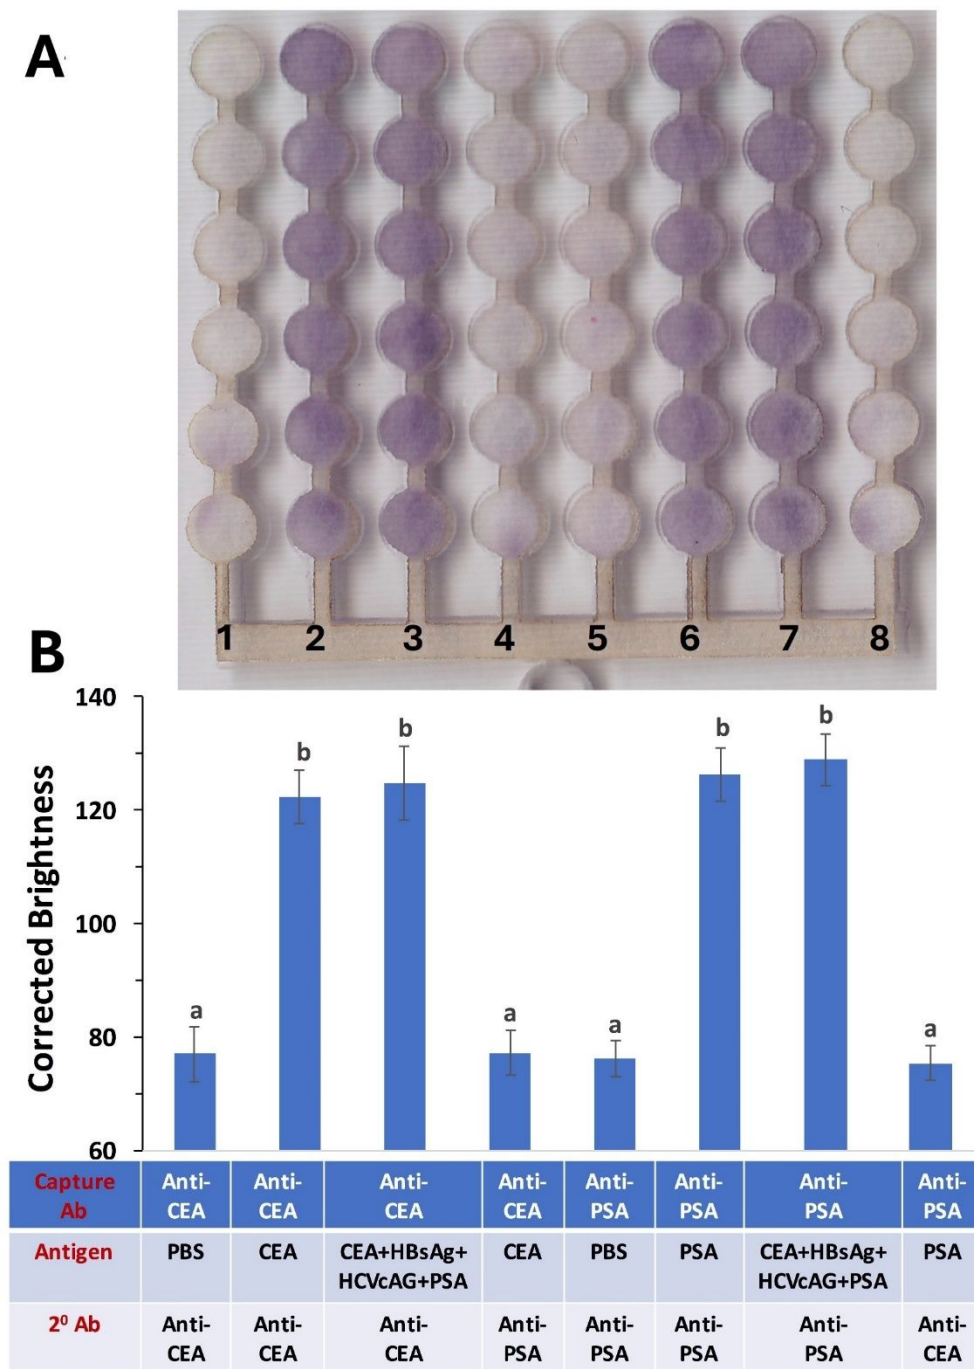 A
1 2 3 4 5 6 7 8
B
Corrected Brightness
140
120
100
80
60
a
b
b
a
a
b
b
a
Capture Ab Anti-CEA Anti-CEA Anti-CEA Anti-CEA Anti-PSA Anti-PSA Anti-PSA Anti-PSA
Antigen PBS CEA CEA+HBsAg+HCVcAG+PSA CEA PBS PSA CEA+HBsAg+HCVcAG+PSA PSA
2⁰ Ab Anti-CEA Anti-CEA Anti-CEA Anti-PSA Anti-PSA Anti-PSA Anti-PSA Anti-CEA